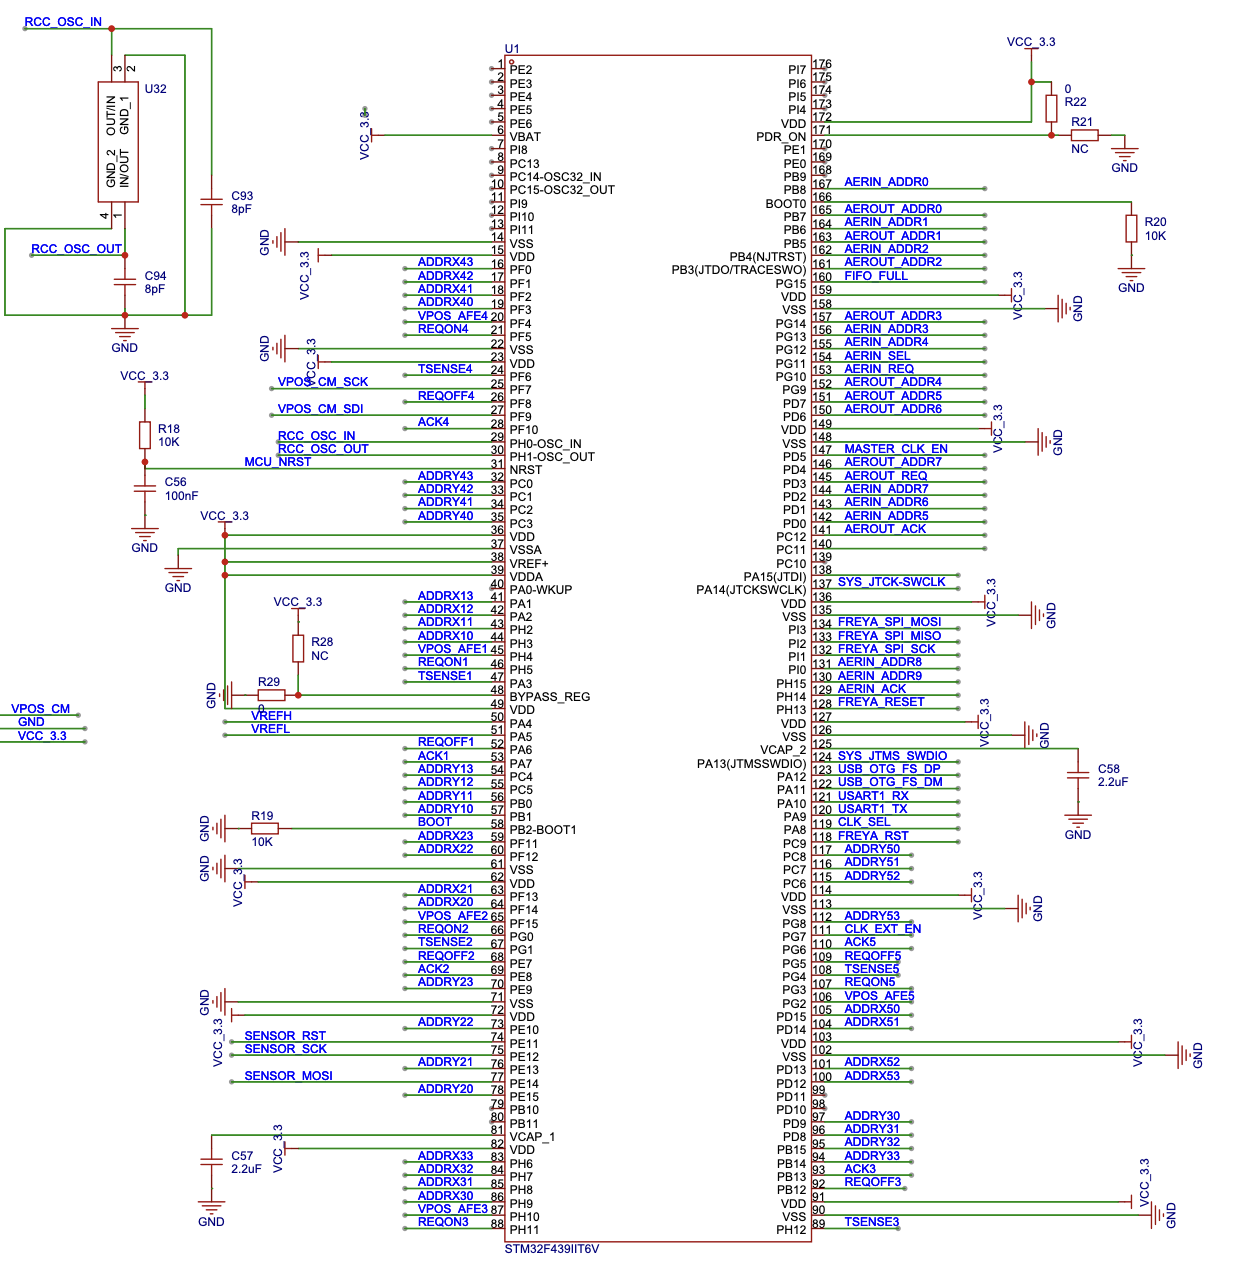 RCC_OSC_IN
3
2
U32
OUT/IN
GND_1
GND_2
IN/OUT
4
1
C93
8pF
RCC_OSC_OUT
C94
8pF
GND
VCC_3.3
R18
10K
MCU_NRST
C56
100nF
GND
VCC_3.3
GND
VCC_3.3
R28
NC
GND
R29
0
VPOS_CM
GND
VCC_3.3
GND
R19
10K
C57
2.2uF
GND
U1
1 PE2
2 PE3
3 PE4
4 PE5
5 PE6
VCC_3.3 6 VBAT
7 PI8
8 PC13
9 PC14-OSC32_IN
10 PC15-OSC32_OUT
11 PI9
12 PI10
13 PI11
GND 14 VSS
VCC_3.3 15 VDD
ADDRX43 16 PF0
ADDRX42 17 PF1
ADDRX41 18 PF2
ADDRX40 19 PF3
VPOS_AFE4 20 PF4
REQON4 21 PF5
GND 22 VSS
VCC_3.3 23 VDD
TSENSE4 24 PF6
VPOS_CM_SCK 25 PF7
REQOFF4 26 PF8
VPOS_CM_SDI 27 PF9
ACK4 28 PF10
RCC_OSC_IN 29 PH0-OSC_IN
RCC_OSC_OUT 30 PH1-OSC_OUT
31 NRST
ADDRY43 32 PC0
ADDRY42 33 PC1
ADDRY41 34 PC2
ADDRY40 35 PC3
36 VDD
37 VSSA
38 VREF+
39 VDDA
40 PA0-WKUP
ADDRX13 41 PA1
ADDRX12 42 PA2
ADDRX11 43 PH2
ADDRX10 44 PH3
VPOS_AFE1 45 PH4
REQON1 46 PH5
TSENSE1 47 PA3
48 BYPASS_REG
49 VDD
VREFH 50 PA4
VREFL 51 PA5
REQOFF1 52 PA6
ACK1 53 PA7
ADDRY13 54 PC4
ADDRY12 55 PC5
ADDRY11 56 PB0
ADDRY10 57 PB1
BOOT 58 PB2-BOOT1
ADDRX23 59 PF11
ADDRX22 60 PF12
GND 61 VSS
VCC_3.3 62 VDD
ADDRX21 63 PF13
ADDRX20 64 PF14
VPOS_AFE2 65 PF15
REQON2 66 PG0
TSENSE2 67 PG1
REQOFF2 68 PE7
ACK2 69 PE8
ADDRY23 70 PE9
GND 71 VSS
VCC_3.3 72 VDD
ADDRY22 73 PE10
SENSOR_RST 74 PE11
SENSOR_SCK 75 PE12
ADDRY21 76 PE13
SENSOR_MOSI 77 PE14
ADDRY20 78 PE15
79 PB10
80 PB11
81 VCAP_1
VCC_3.3 82 VDD
ADDRX33 83 PH6
ADDRX32 84 PH7
ADDRX31 85 PH8
ADDRX30 86 PH9
VPOS_AFE3 87 PH10
REQON3 88 PH11
STM32F439IIT6V
PI7 176
PI6 175
PI5 174
PI4 173
VDD 172
PDR_ON 171
PE1 170
PE0 169
PB9 168
PB8 167 AERIN_ADDR0
BOOT0 166
PB7 165 AEROUT_ADDR0
PB6 164 AERIN_ADDR1
PB5 163 AEROUT_ADDR1
PB4(NJTRST) 162 AERIN_ADDR2
PB3(JTDO/TRACESWO) 161 AEROUT_ADDR2
PG15 160 FIFO_FULL
VDD 159 VCC_3.3
VSS 158 GND
PG14 157 AEROUT_ADDR3
PG13 156 AERIN_ADDR3
PG12 155 AERIN_ADDR4
PG11 154 AERIN_SEL
PG10 153 AERIN_REQ
PG9 152 AEROUT_ADDR4
PD7 151 AEROUT_ADDR5
PD6 150 AEROUT_ADDR6
VDD 149 VCC_3.3
VSS 148 GND
PD5 147 MASTER_CLK_EN
PD4 146 AEROUT_ADDR7
PD3 145 AEROUT_REQ
PD2 144 AERIN_ADDR7
PD1 143 AERIN_ADDR6
PD0 142 AERIN_ADDR5
PC12 141 AEROUT_ACK
PC11 140
PC10 139
PA15(JTDI) 138
PA14(JTCKSWCLK) 137 SYS_JTCK-SWCLK
VDD 136 VCC_3.3
VSS 135 GND
PI3 134 FREYA_SPI_MOSI
PI2 133 FREYA_SPI_MISO
PI1 132 FREYA_SPI_SCK
PI0 131 AERIN_ADDR8
PH15 130 AERIN_ADDR9
PH14 129 AERIN_ACK
PH13 128 FREYA_RESET
VDD 127 VCC_3.3
VSS 126 GND
VCAP_2 125
PA13(JTMSSWDIO) 124 SYS_JTMS_SWDIO
PA12 123 USB_OTG_FS_DP
PA11 122 USB_OTG_FS_DM
PA10 121 USART1_RX
PA9 120 USART1_TX
PA8 119 CLK_SEL
PC9 118 FREYA_RST
PC8 117 ADDRY50
PC7 116 ADDRY51
PC6 115 ADDRY52
VDD 114 VCC_3.3
VSS 113 GND
PG8 112 ADDRY53
PG7 111 CLK_EXT_EN
PG6 110 ACK5
PG5 109 REQOFF5
PG4 108 TSENSE5
PG3 107 REQON5
PG2 106 VPOS_AFE5
PD15 105 ADDRX50
PD14 104 ADDRX51
VDD 103 VCC_3.3
VSS 102 GND
PD13 101 ADDRX52
PD12 100 ADDRX53
PD11 99
PD10 98
PD9 97 ADDRY30
PD8 96 ADDRY31
PB15 95 ADDRY32
PB14 94 ADDRY33
PB13 93 ACK3
PB12 92 REQOFF3
VDD 91 VCC_3.3
VSS 90 GND
PH12 89 TSENSE3
VCC_3.3
0
R22
R21
NC
GND
R20
10K
GND
C58
2.2uF
GND